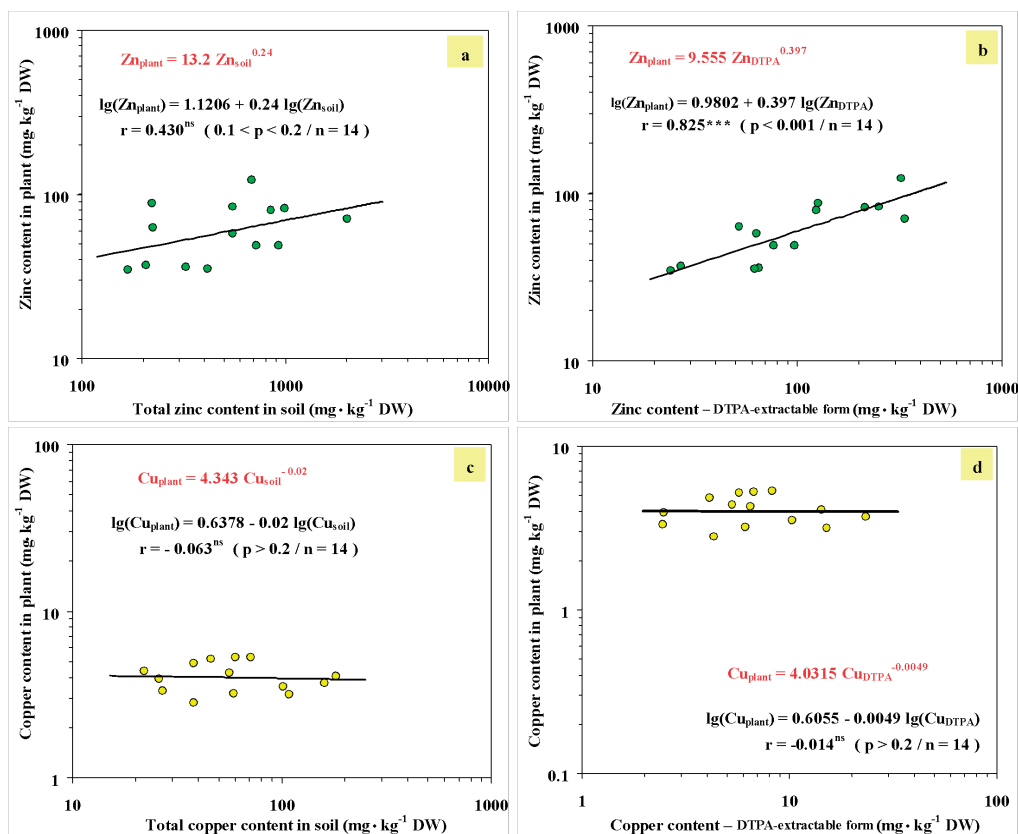 a
Zn_plant = 13.2 Zn_soil^0.24
lg(Zn_plant) = 1.1206 + 0.24 lg(Zn_soil)
r = 0.430^ns ( 0.1 < p < 0.2 / n = 14 )
Zinc content in plant (mg· kg^-1 DW)
1000
100
10
100
1000
10000
Total zinc content in soil (mg· kg^-1 DW)
b
Zn_plant = 9.555 Zn_DTPA^0.397
lg(Zn_plant) = 0.9802 + 0.397 lg(Zn_DTPA)
r = 0.825*** ( p < 0.001 / n = 14 )
Zinc content in plant (mg· kg^-1 DW)
1000
100
10
10
100
1000
Zinc content – DTPA-extractable form (mg· kg^-1 DW)
c
Cu_plant = 4.343 Cu_soil^-0.02
lg(Cu_plant) = 0.6378 - 0.02 lg(Cu_soil)
r = - 0.063^ns ( p > 0.2 / n = 14 )
Copper content in plant (mg· kg^-1 DW)
100
10
1
10
100
1000
Total copper content in soil (mg· kg^-1 DW)
d
Copper content in plant (mg· kg^-1 DW)
10
1
0.1
Cu_plant = 4.0315 Cu_DTPA^-0.0049
lg(Cu_plant) = 0.6055 - 0.0049 lg(Cu_DTPA)
r = -0.014^ns ( p > 0.2 / n = 14 )
1
10
100
Copper content – DTPA-extractable form (mg· kg^-1 DW)